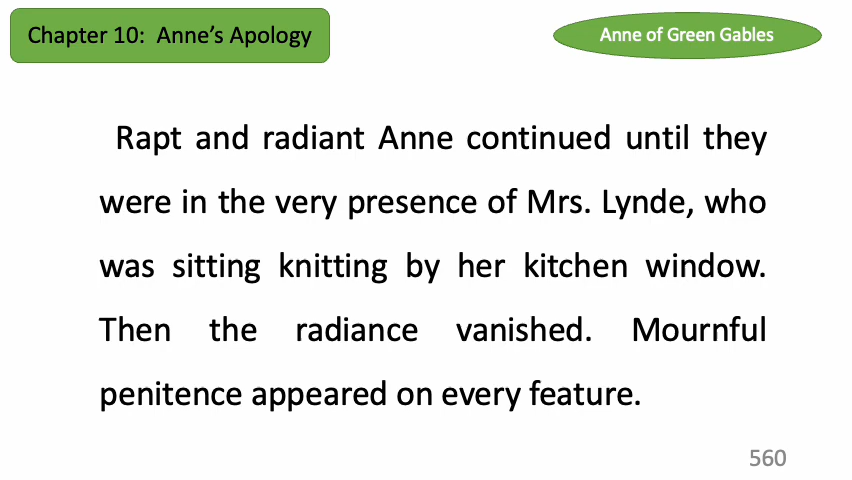 Chapter 10:  Anne’s Apology
Anne of Green Gables
Rapt and radiant Anne continued until they
were in the very presence of Mrs. Lynde, who
was sitting knitting by her kitchen window.
Then the radiance vanished. Mournful
penitence appeared on every feature.
560